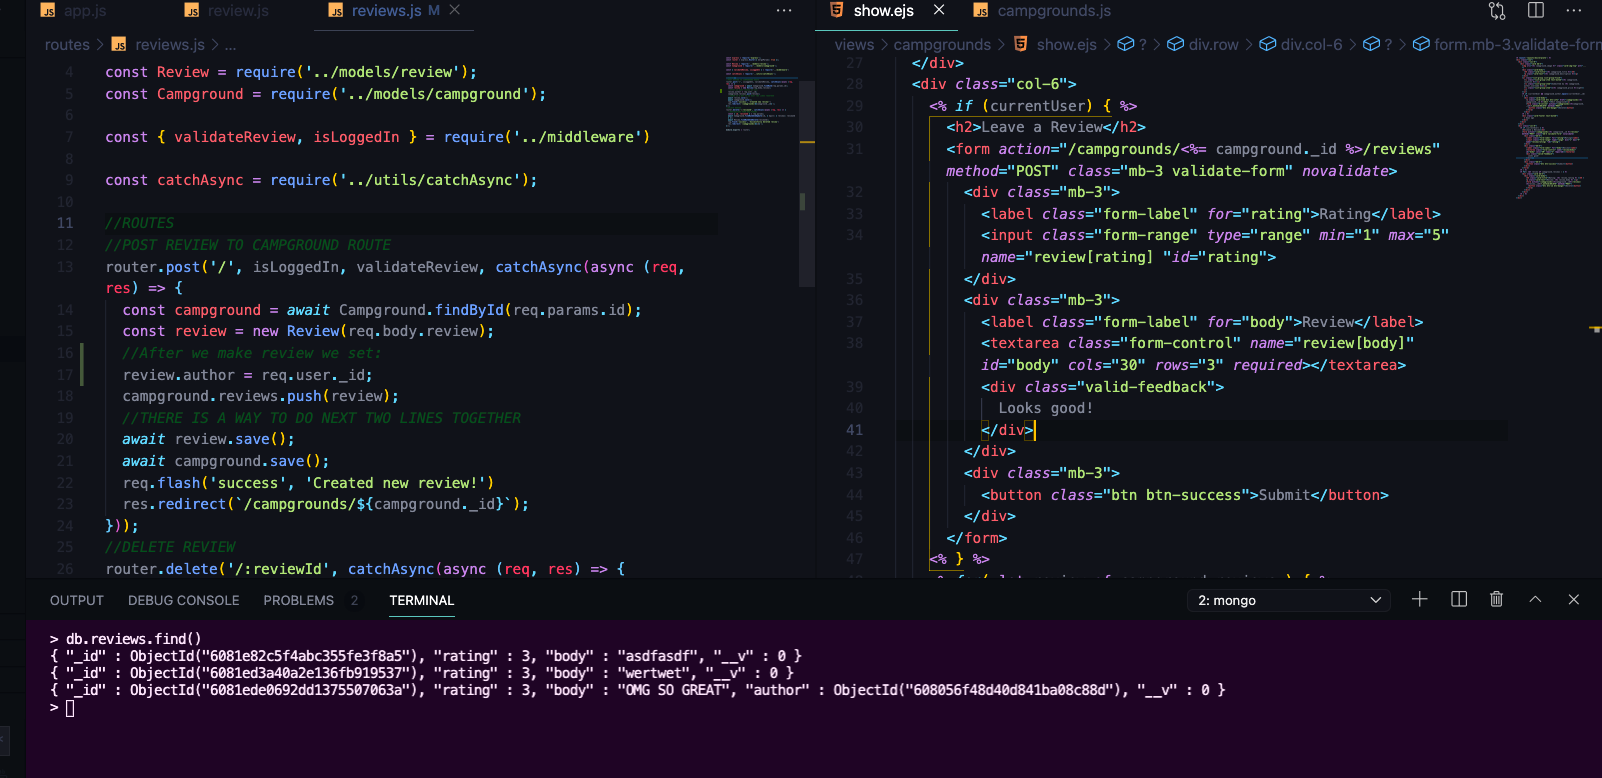 app.js
review.js
reviews.js M
routes > reviews.js > ...
4 const Review = require('../models/review');
5 const Campground = require('../models/campground');
6
7 const { validateReview, isLoggedIn } = require('../middleware')
8
9 const catchAsync = require('../utils/catchAsync');
10
11 //ROUTES
12 //POST REVIEW TO CAMPGROUND ROUTE
13 router.post('/', isLoggedIn, validateReview, catchAsync(async (req,
res) => {
14 const campground = await Campground.findById(req.params.id);
15 const review = new Review(req.body.review);
16 //After we make review we set:
17 review.author = req.user._id;
18 campground.reviews.push(review);
19 //THERE IS A WAY TO DO NEXT TWO LINES TOGETHER
20 await review.save();
21 await campground.save();
22 req.flash('success', 'Created new review!')
23 res.redirect(`/campgrounds/${campground._id}`);
24 }));
25 //DELETE REVIEW
26 router.delete('/:reviewId', catchAsync(async (req, res) => {
show.ejs
campgrounds.js
views > campgrounds > show.ejs > ? > div.row > div.col-6 > ? > form.mb-3.validate-form
27 </div>
28 <div class="col-6">
29 <% if (currentUser) { %>
30 <h2>Leave a Review</h2>
31 <form action="/campgrounds/<%= campground._id %>/reviews"
method="POST" class="mb-3 validate-form" novalidate>
32 <div class="mb-3">
33 <label class="form-label" for="rating">Rating</label>
34 <input class="form-range" type="range" min="1" max="5"
name="review[rating] "id="rating">
35 </div>
36 <div class="mb-3">
37 <label class="form-label" for="body">Review</label>
38 <textarea class="form-control" name="review[body]"
id="body" cols="30" rows="3" required></textarea>
39 <div class="valid-feedback">
40 Looks good!
41 </div>
42 </div>
43 <div class="mb-3">
44 <button class="btn btn-success">Submit</button>
45 </div>
46 </form>
47 <% } %>
OUTPUT DEBUG CONSOLE PROBLEMS 2 TERMINAL
2: mongo
> db.reviews.find()
{ "_id" : ObjectId("6081e82c5f4abc355fe3f8a5"), "rating" : 3, "body" : "asdfasdf", "__v" : 0 }
{ "_id" : ObjectId("6081ed3a40a2e136fb919537"), "rating" : 3, "body" : "wertwet", "__v" : 0 }
{ "_id" : ObjectId("6081ede0692dd1375507063a"), "rating" : 3, "body" : "OMG SO GREAT", "author" : ObjectId("608056f48d40d841ba08c88d"), "__v" : 0 }
>